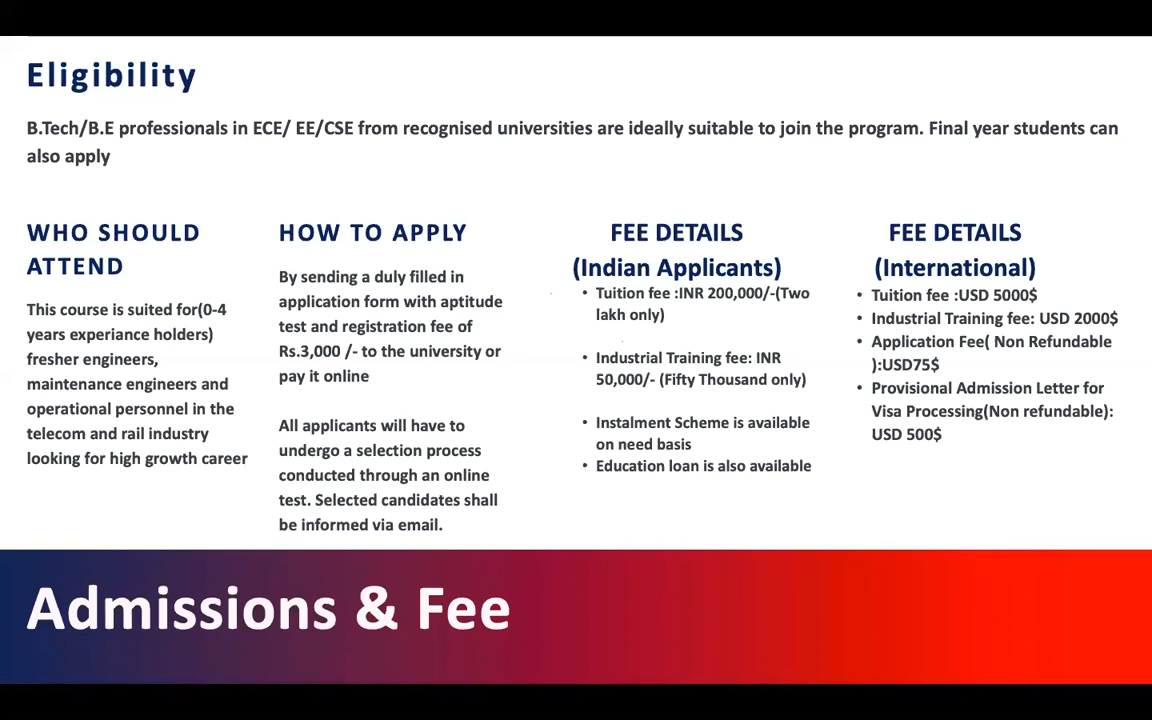 Eligibility
B.Tech/B.E professionals in ECE/ EE/CSE from recognised universities are ideally suitable to join the program. Final year students can
also apply
WHO SHOULD
ATTEND
This course is suited for(0-4
years experiance holders)
fresher engineers,
maintenance engineers and
operational personnel in the
telecom and rail industry
looking for high growth career
HOW TO APPLY
By sending a duly filled in
application form with aptitude
test and registration fee of
Rs.3,000 /- to the university or
pay it online
All applicants will have to
undergo a selection process
conducted through an online
test. Selected candidates shall
be informed via email.
FEE DETAILS
(Indian Applicants)
• Tuition fee :INR 200,000/-(Two
lakh only)
• Industrial Training fee: INR
50,000/- (Fifty Thousand only)
• Instalment Scheme is available
on need basis
• Education loan is also available
FEE DETAILS
(International)
• Tuition fee :USD 5000$
• Industrial Training fee: USD 2000$
• Application Fee( Non Refundable
):USD75$
• Provisional Admission Letter for
Visa Processing(Non refundable):
USD 500$
Admissions & Fee